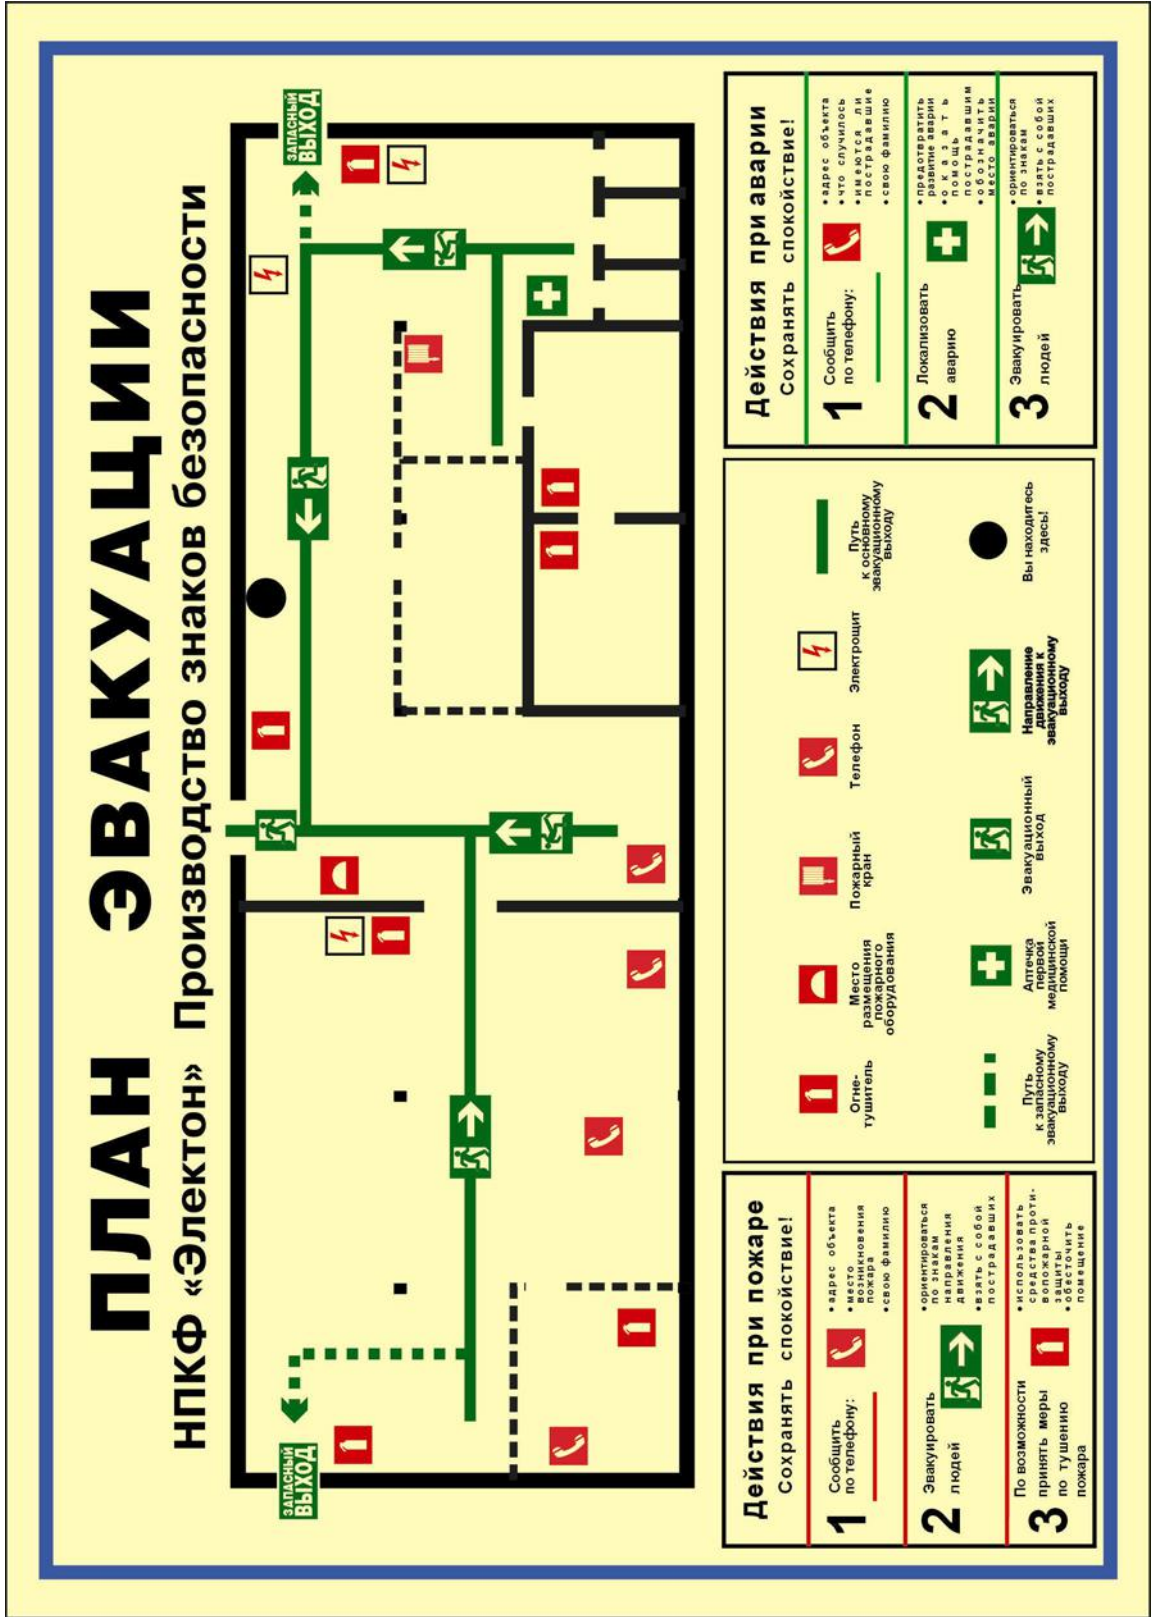 ПЛАН ЭВАКУАЦИИ
НПКФ «Электон» Производство знаков безопасности
ЗАПАСНЫЙ
ВЫХОД
ЗАПАСНЫЙ
ВЫХОД
Действия при пожаре
Сохранять спокойствие!
1 Сообщить
по телефону:
•адрес объекта
•место
возникновения
пожара
•свою фамилию
2 Эвакуировать
людей
•ориентироваться
по знакам
направления
движения
•взять с собой
пострадавших
3 По возможности
принять меры
по тушению
пожара
•использовать
средства проти-
вопожарной
защиты
•обесточить
помещение
Огне-
тушитель
Место
размещения
пожарного
оборудования
Пожарный
кран
Телефон
Электрощит
Путь
к основному
эвакуационному
выходу
Путь
к запасному
эвакуационному
выходу
Аптечка
первой
медицинской
помощи
Эвакуационный
выход
Направление
движения к
эвакуационному
выходу
Вы находитесь
здесь!
Действия при аварии
Сохранять спокойствие!
1 Сообщить
по телефону:
•адрес объекта
•что случилось
•имеются ли
пострадавшие
•свою фамилию
2 Локализовать
аварию
•предотвратить
развитие аварии
•оказать
помощь
пострадавшим
•обозначить
место аварии
3 Эвакуировать
людей
•ориентироваться
по знакам
•взять с собой
пострадавших